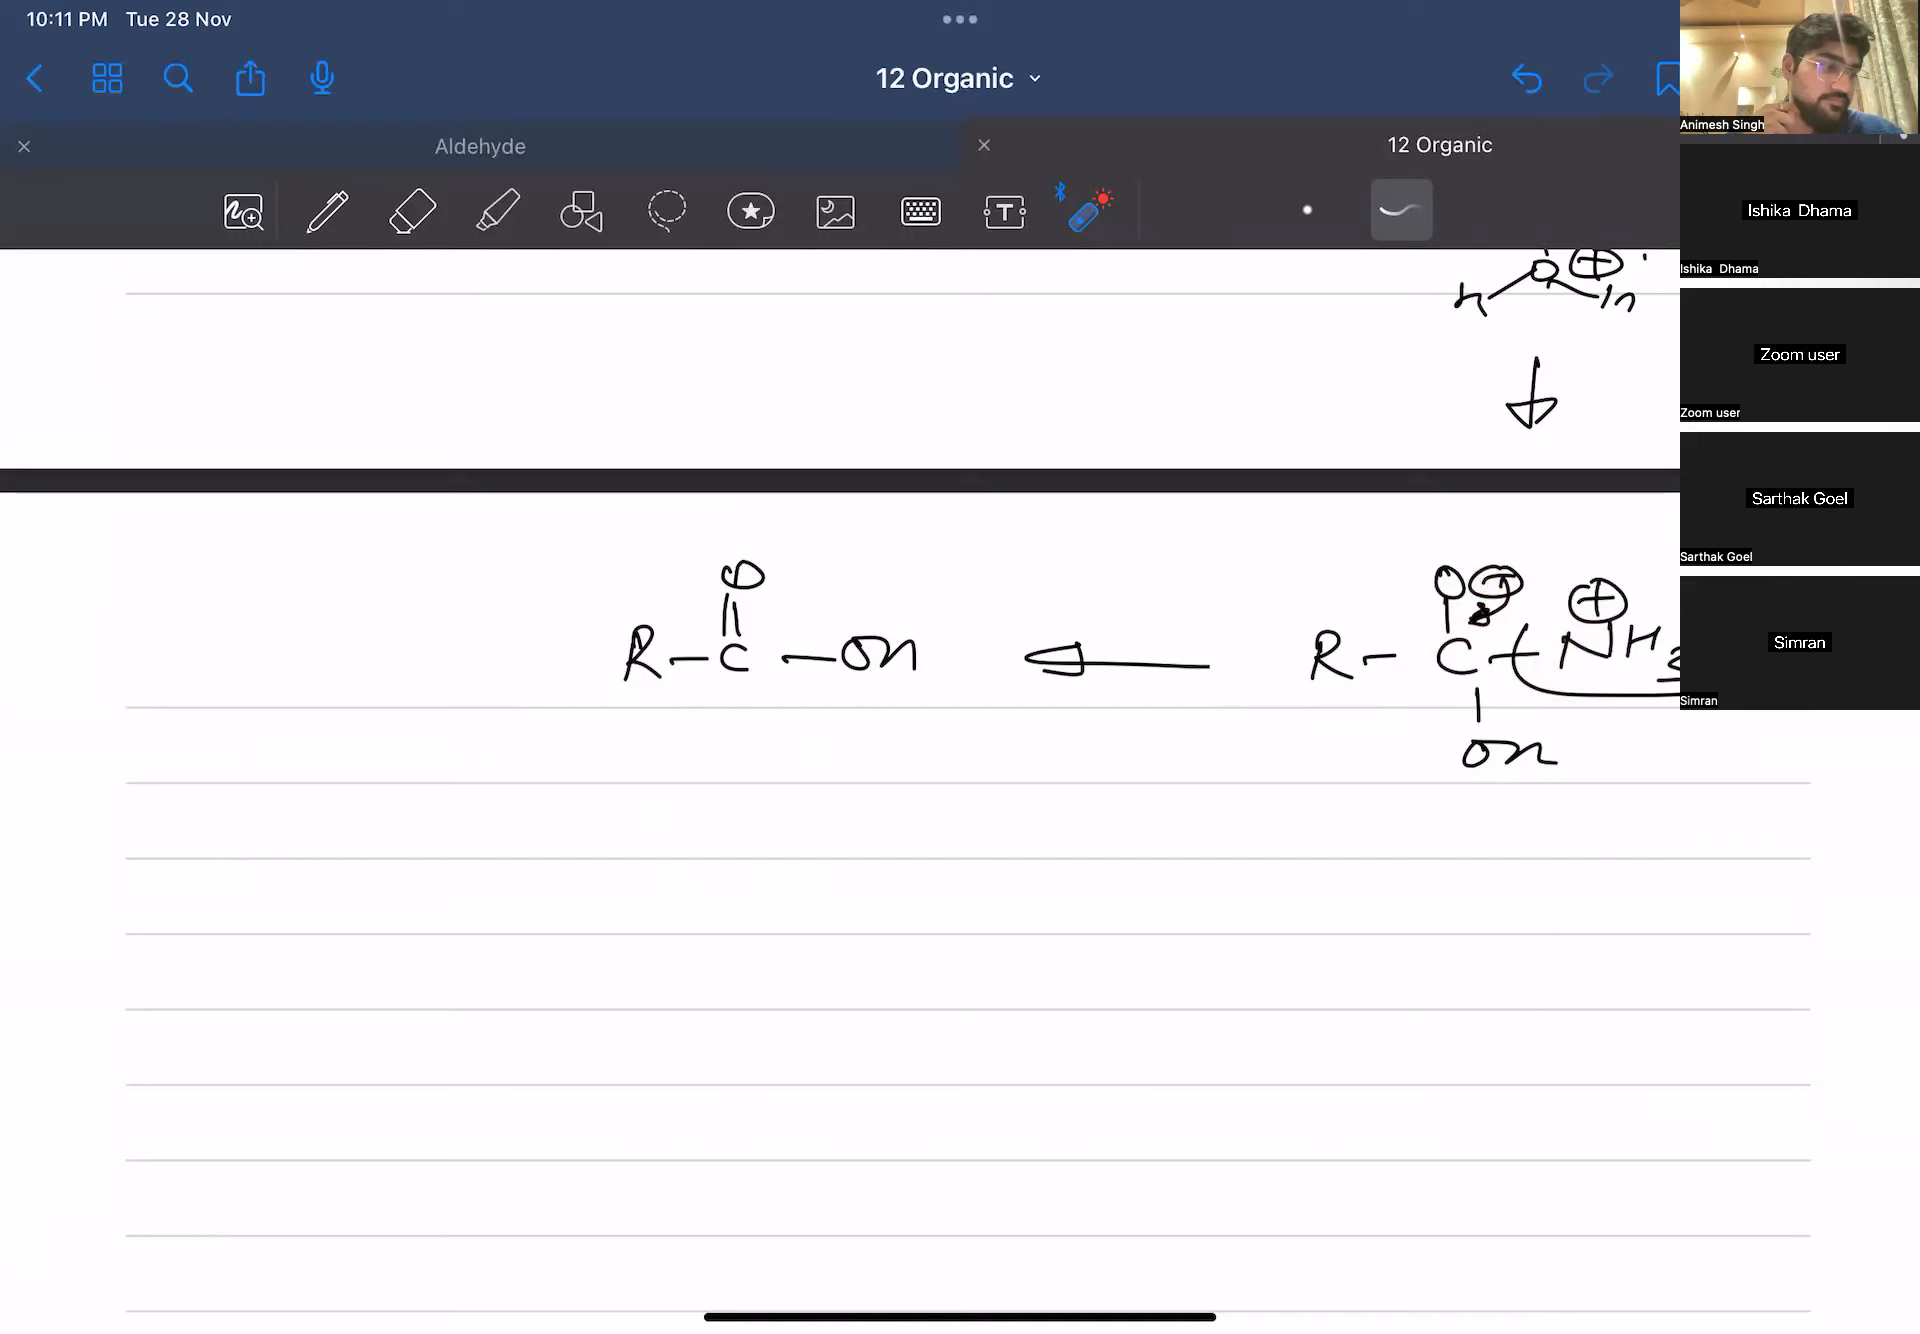 10:11 PM Tue 28 Nov
12 Organic
Animesh Singh
Aldehyde
12 Organic
Ishika Dhama
Ishika Dhama
Zoom user
Zoom user
Sarthak Goel
Sarthak Goel
Simran
Simran
T
H O ⊕ H
O
||
R-C-OH
O ⊖ ⊕
R-C-NH3
|
OH